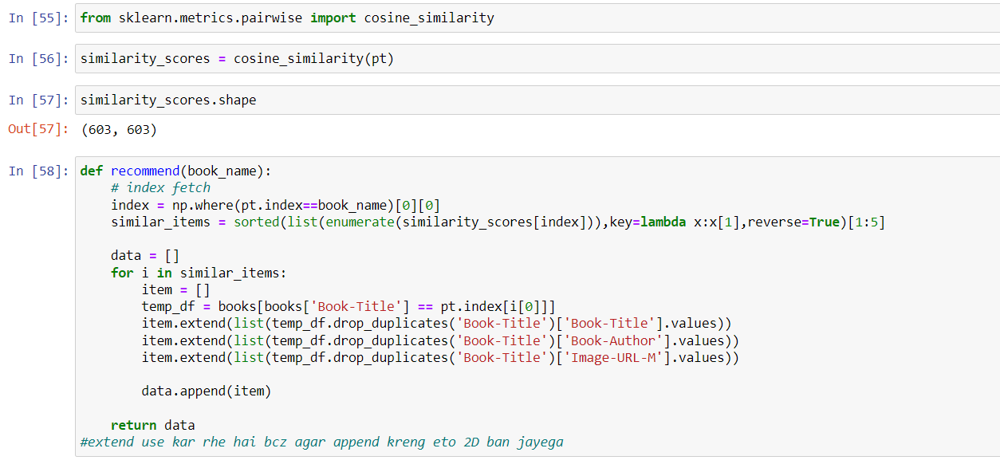 In [55]: from sklearn.metrics.pairwise import cosine_similarity
In [56]: similarity_scores = cosine_similarity(pt)
In [57]: similarity_scores.shape
Out[57]: (603, 603)
In [58]: def recommend(book_name):
    # index fetch
    index = np.where(pt.index==book_name)[0][0]
    similar_items = sorted(list(enumerate(similarity_scores[index])),key=lambda x:x[1],reverse=True)[1:5]
    data = []
    for i in similar_items:
        item = []
        temp_df = books[books['Book-Title'] == pt.index[i[0]]]
        item.extend(list(temp_df.drop_duplicates('Book-Title')['Book-Title'].values))
        item.extend(list(temp_df.drop_duplicates('Book-Title')['Book-Author'].values))
        item.extend(list(temp_df.drop_duplicates('Book-Title')['Image-URL-M'].values))
        data.append(item)
    return data
#extend use kar rhe hai bcz agar append kreng eto 2D ban jayega